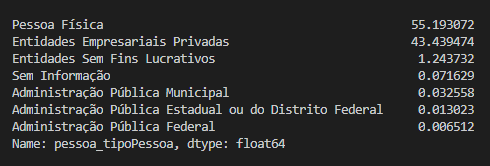 Pessoa Física 55.193072
Entidades Empresariais Privadas 43.439474
Entidades Sem Fins Lucrativos 1.243732
Sem Informação 0.071629
Administração Pública Municipal 0.032558
Administração Pública Estadual ou do Distrito Federal 0.013023
Administração Pública Federal 0.006512
Name: pessoa_tipoPessoa, dtype: float64